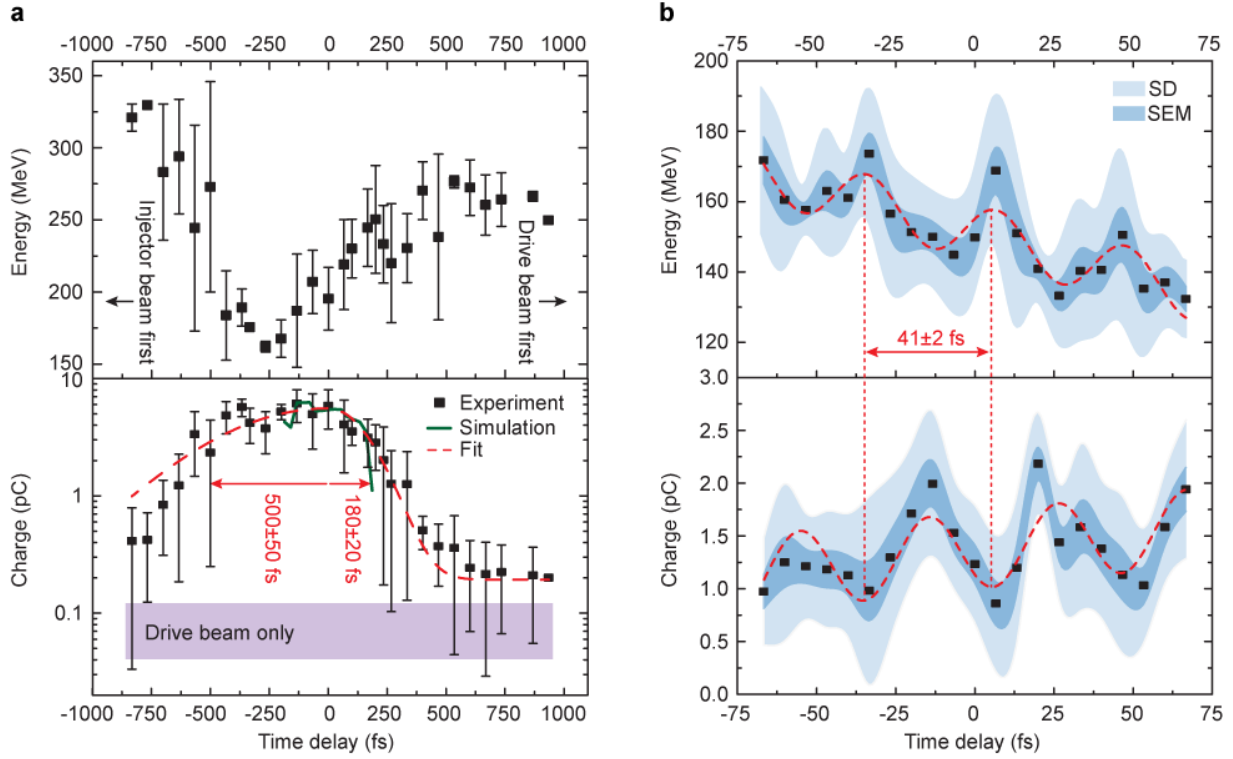 a
-1000 -750 -500 -250 0 250 500 750 1000
350
300
250
200
150
Energy (MeV)
Injector beam first
Drive beam first
10
1
0.1
Charge (pC)
Experiment
Simulation
Fit
500±50 fs
180±20 fs
Drive beam only
-1000 -750 -500 -250 0 250 500 750 1000
Time delay (fs)
b
-75 -50 -25 0 25 50 75
200
180
160
140
120
Energy (MeV)
SD
SEM
41±2 fs
3.0
2.5
2.0
1.5
1.0
0.5
0.0
Charge (pC)
-75 -50 -25 0 25 50 75
Time delay (fs)